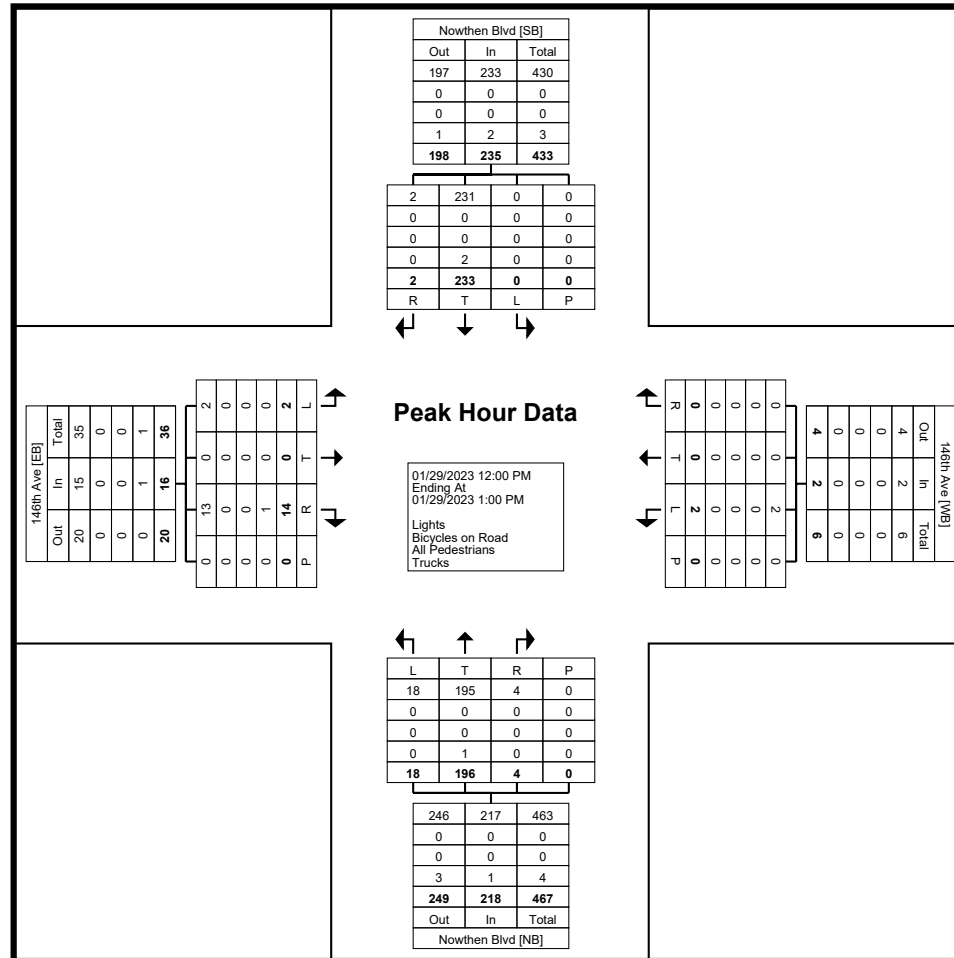 Nowthen Blvd [SB]
Out In Total
197 233 430
0 0 0
0 0 0
1 2 3
198 235 433
2 231 0 0
0 0 0 0
0 0 0 0
0 2 0 0
2 233 0 0
R T L P
146th Ave [EB]
Total 35 0 0 1 36
In 15 0 0 1 16
Out 20 0 0 0 20
2 0 0 0 2 L
0 0 0 0 0 T
13 0 0 1 14 R
0 0 0 0 0 P
Peak Hour Data
01/29/2023 12:00 PM
Ending At
01/29/2023 1:00 PM
Lights
Bicycles on Road
All Pedestrians
Trucks
R 0 0 0 0 0
T 0 0 0 0 0
L 2 0 0 0 2
P 0 0 0 0 0
4 0 0 0 4 Out
2 0 0 0 2 In
6 0 0 0 6 Total
146th Ave [WB]
L T R P
18 195 4 0
0 0 0 0
0 0 0 0
0 1 0 0
18 196 4 0
246 217 463
0 0 0
0 0 0
3 1 4
249 218 467
Out In Total
Nowthen Blvd [NB]